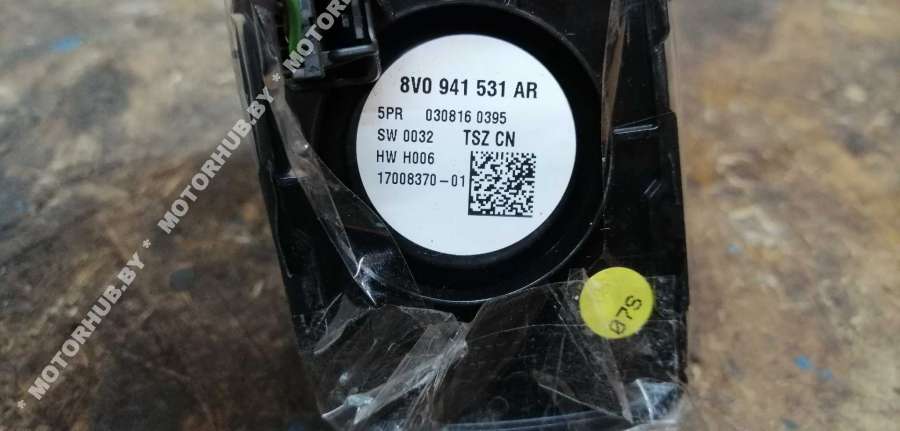 8V0 941 531 AR
5PR 030816 0395
SW 0032 TSZ CN
HW H006
17008370-01
07S
* MOTORHUB.BY * MOTORHUB.BY * MOTORHUB.BY *